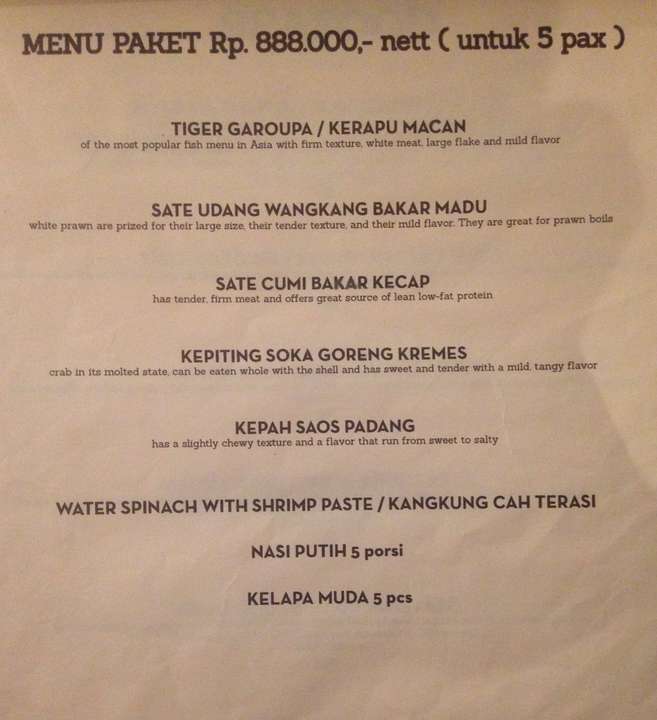 MENU PAKET Rp. 888.000,- nett ( untuk 5 pax )
TIGER GAROUPA / KERAPU MACAN
of the most popular fish menu in Asia with firm texture, white meat, large flake and mild flavor
SATE UDANG WANGKANG BAKAR MADU
white prawn are prized for their large size, their tender texture, and their mild flavor. They are great for prawn boils
SATE CUMI BAKAR KECAP
has tender, firm meat and offers great source of lean low-fat protein
KEPITING SOKA GORENG KREMES
crab in its molted state, can be eaten whole with the shell and has sweet and tender with a mild, tangy flavor
KEPAH SAOS PADANG
has a slightly chewy texture and a flavor that run from sweet to salty
WATER SPINACH WITH SHRIMP PASTE / KANGKUNG CAH TERASI
NASI PUTIH 5 porsi
KELAPA MUDA 5 pcs